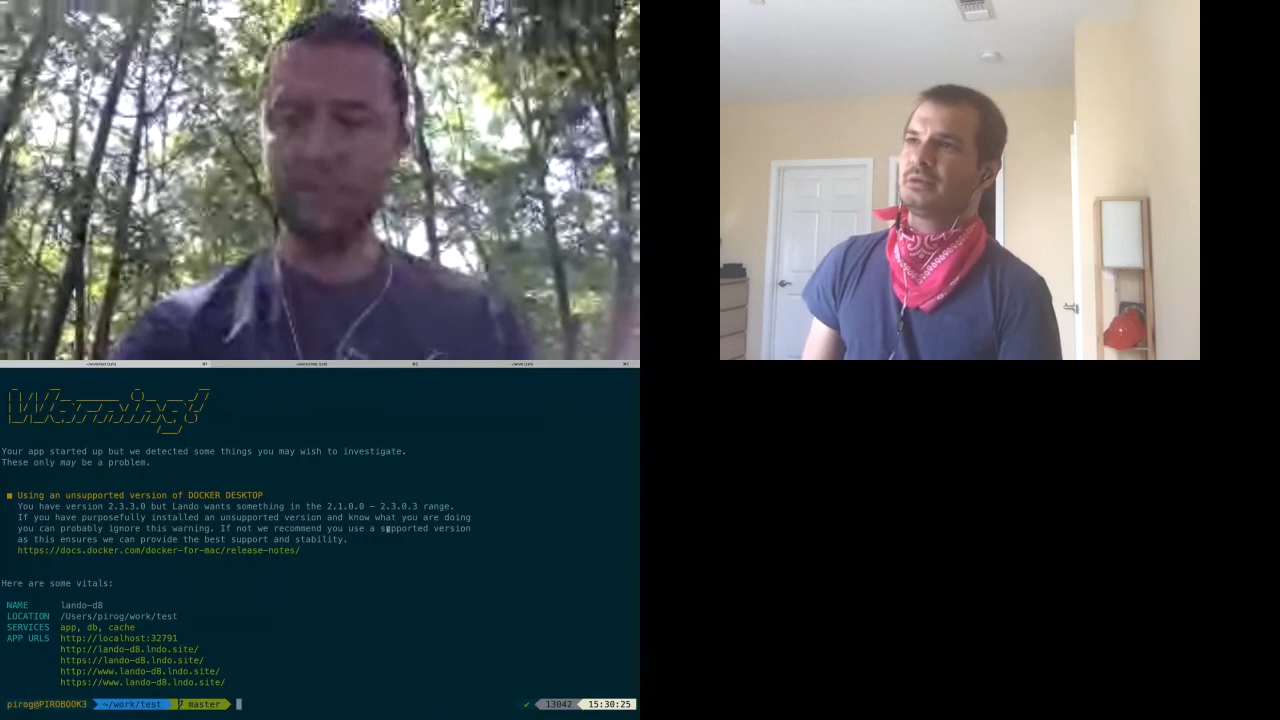 ~/work/test (zsh)
Warning!
Your app started up but we detected some things you may wish to investigate.
These only may be a problem.
■ Using an unsupported version of DOCKER DESKTOP
You have version 2.3.3.0 but Lando wants something in the 2.1.0.0 - 2.3.0.3 range.
If you have purposefully installed an unsupported version and know what you are doing
you can probably ignore this warning. If not we recommend you use a supported version
as this ensures we can provide the best support and stability.
https://docs.docker.com/docker-for-mac/release-notes/
Here are some vitals:
NAME lando-d8
LOCATION /Users/pirog/work/test
SERVICES app, db, cache
APP URLS http://localhost:32791
http://lando-d8.lndo.site/
https://lando-d8.lndo.site/
http://www.lando-d8.lndo.site/
https://www.lando-d8.lndo.site/
pirog@PIROBOOK3 ~/work/test master ✔ 13042 15:30:25